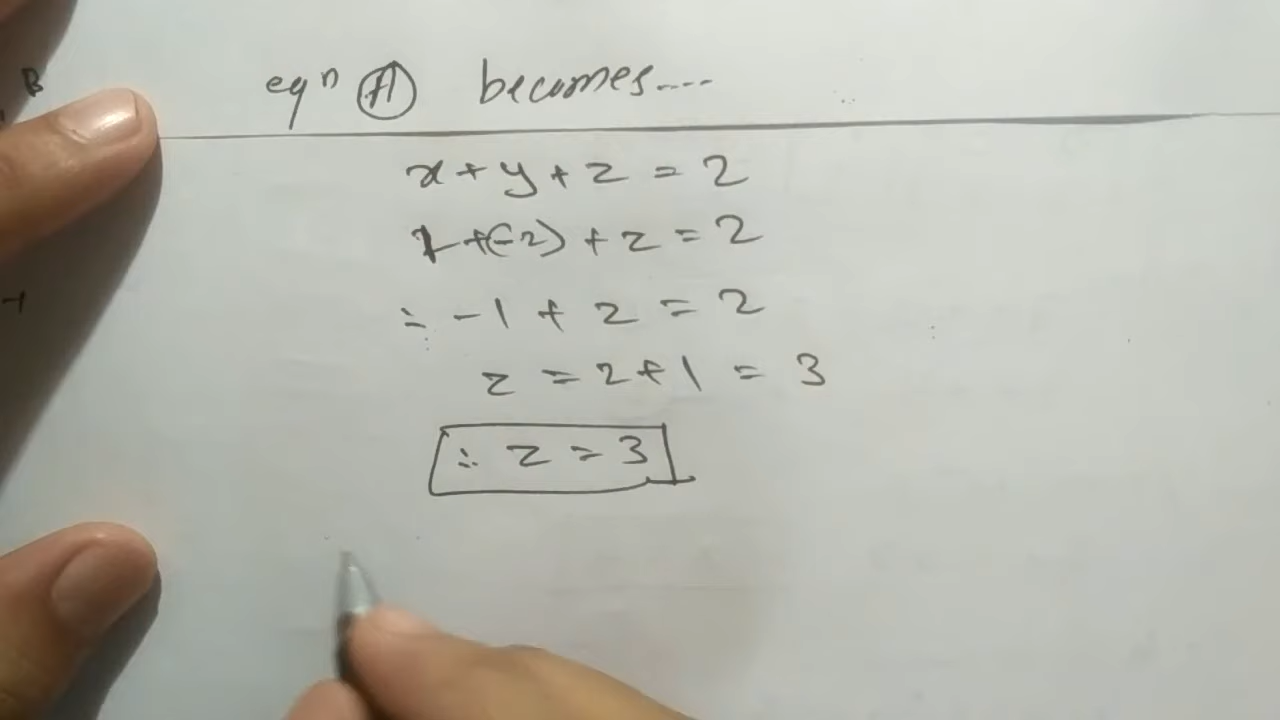 eqn A becomes....
x + y + z = 2
1 + (-2) + z = 2
∴ -1 + z = 2
z = 2 + 1 = 3
∴ z = 3